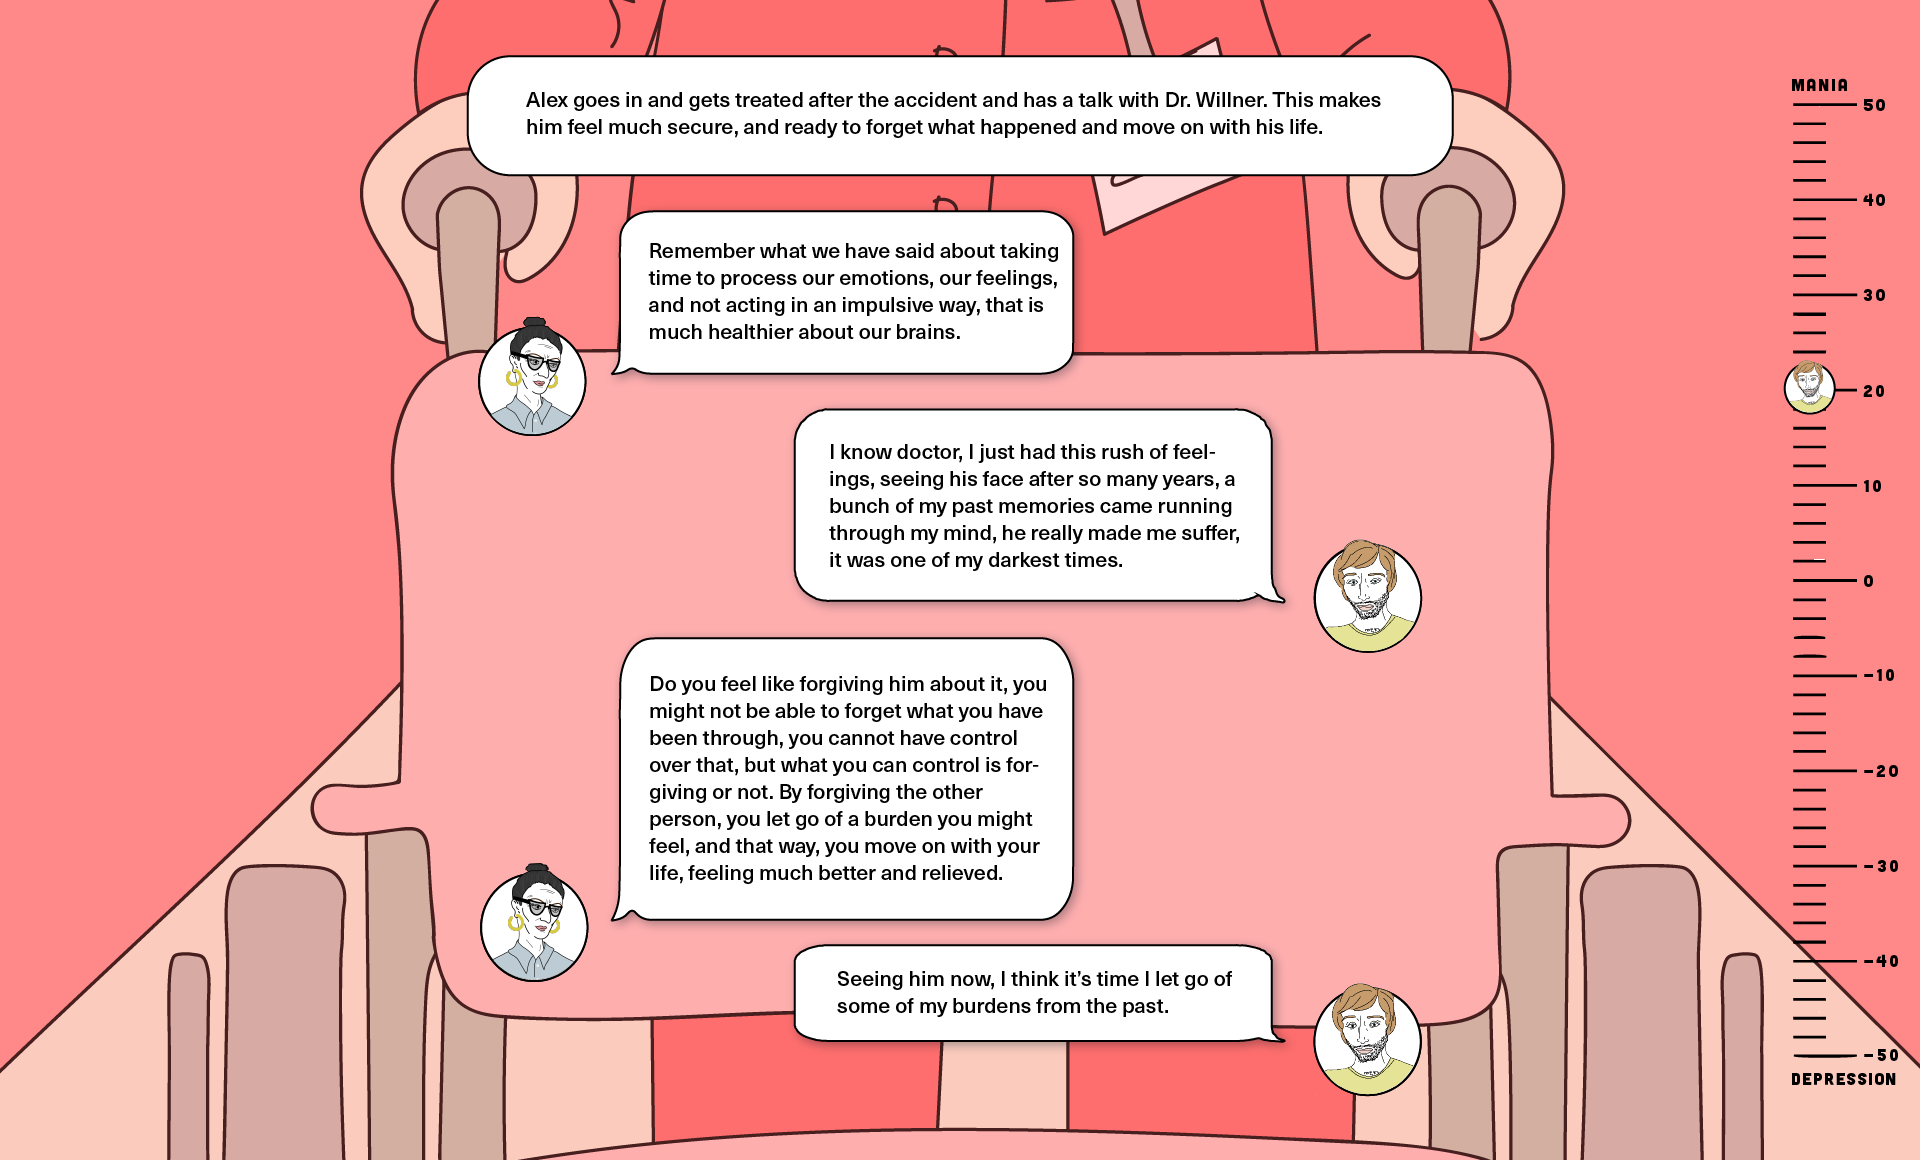 Alex goes in and gets treated after the accident and has a talk with Dr. Willner. This makes
him feel much secure, and ready to forget what happened and move on with his life.
Remember what we have said about taking
time to process our emotions, our feelings,
and not acting in an impulsive way, that is
much healthier about our brains.
I know doctor, I just had this rush of feel-
ings, seeing his face after so many years, a
bunch of my past memories came running
through my mind, he really made me suffer,
it was one of my darkest times.
Do you feel like forgiving him about it, you
might not be able to forget what you have
been through, you cannot have control
over that, but what you can control is for-
giving or not. By forgiving the other
person, you let go of a burden you might
feel, and that way, you move on with your
life, feeling much better and relieved.
Seeing him now, I think it's time I let go of
some of my burdens from the past.
MANIA
50
40
30
20
10
0
-10
-20
-30
-40
-50
DEPRESSION